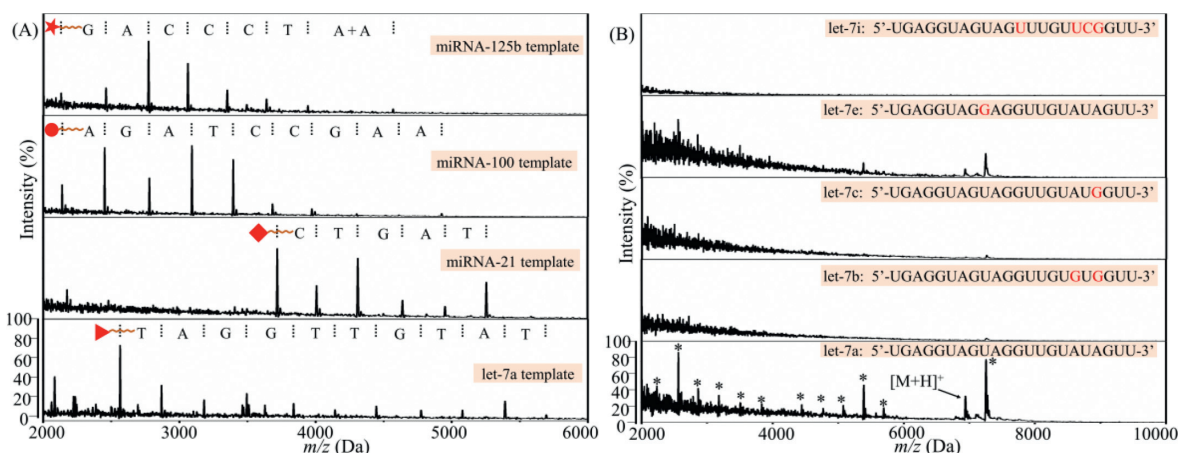 (A)
G A C C C T A+A
miRNA-125b template
A G A T C C G A A
miRNA-100 template
C T G A T
miRNA-21 template
T A G G T T G T A T
let-7a template
Intensity (%)
100
80
60
40
20
0
2000 3000 4000 5000 6000
m/z (Da)
(B)
let-7i: 5’-UGAGGUAGUAGUUUGUUCGGUU-3’
let-7e: 5’-UGAGGUAGGAGGUUGUAUAGUU-3’
let-7c: 5’-UGAGGUAGUAGGUUGUAUGGUU-3’
let-7b: 5’-UGAGGUAGUAGGUUGUGUGGUU-3’
let-7a: 5’-UGAGGUAGUAGGUUGUAUAGUU-3’
* * * * * * * * * * * *
[M+H]+
Intensity (%)
100
80
60
40
20
0
2000 4000 6000 8000 10000
m/z (Da)